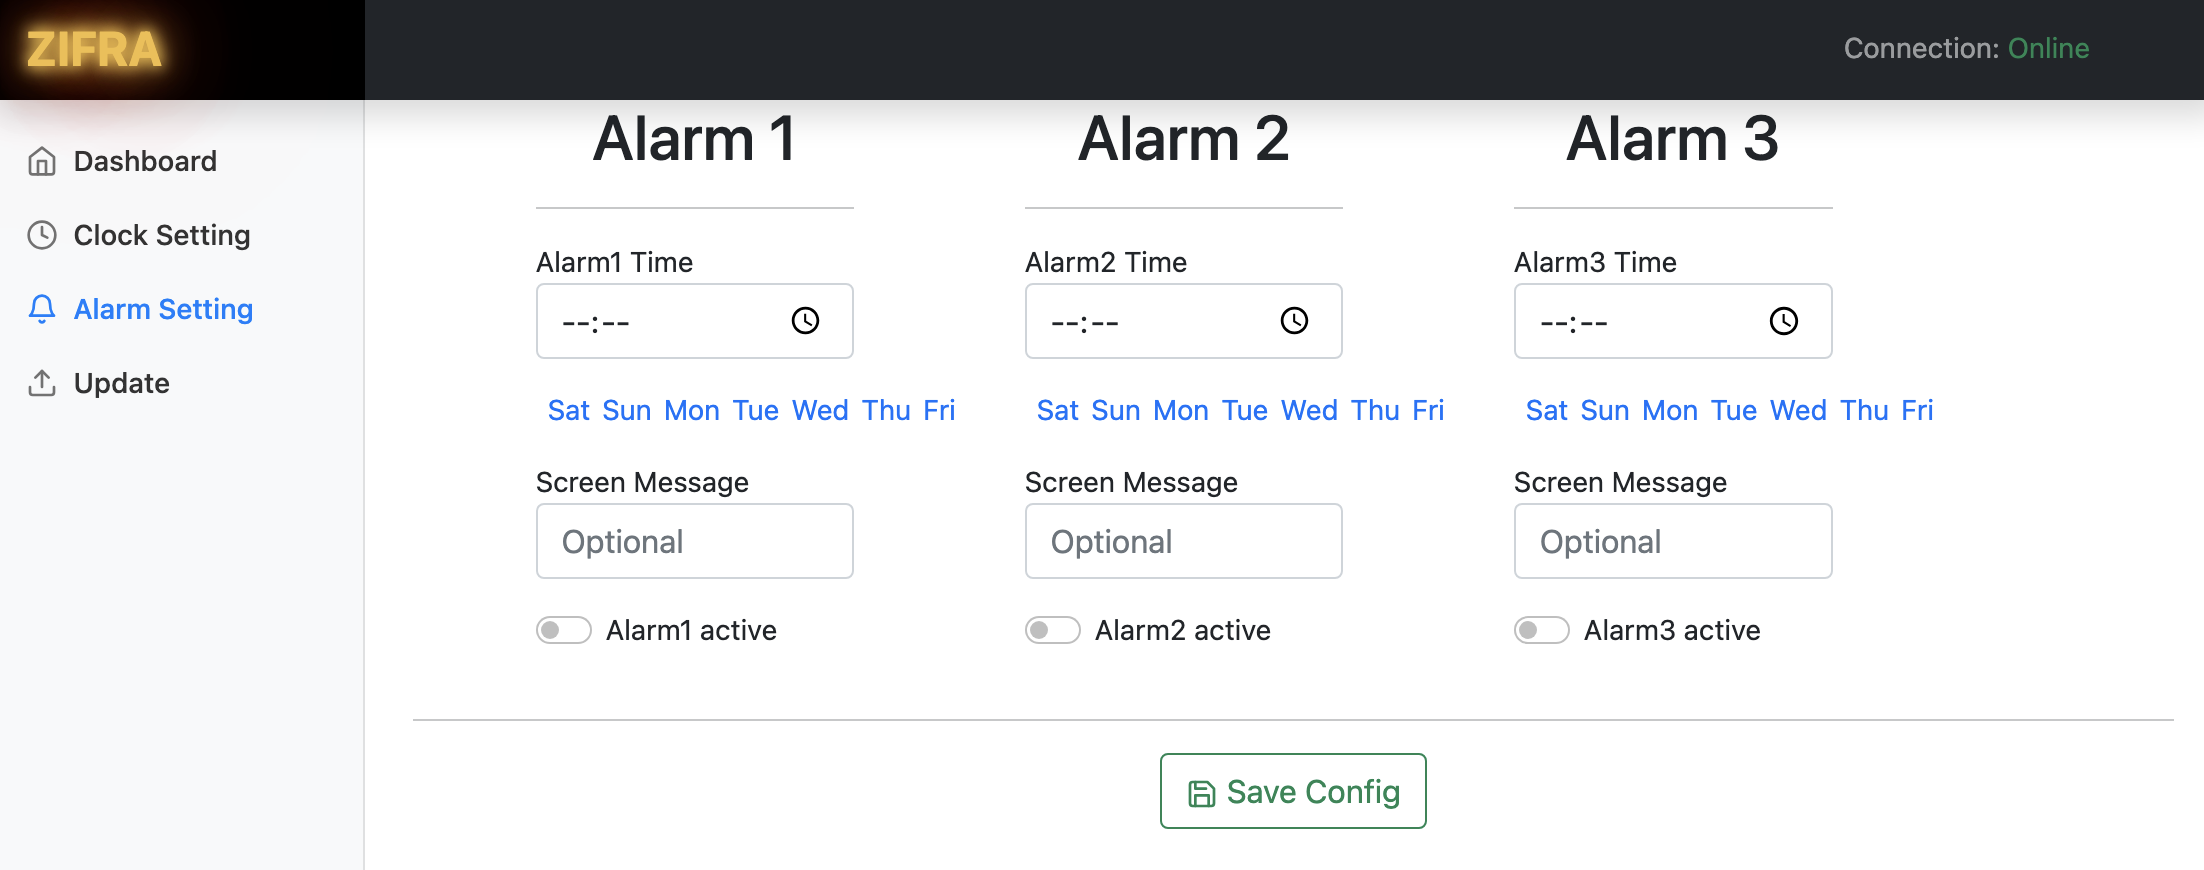 ZIFRA
Connection: Online
Dashboard
Clock Setting
Alarm Setting
Update
Alarm 1
Alarm1 Time
--:--
Sat Sun Mon Tue Wed Thu Fri
Screen Message
Optional
Alarm1 active
Alarm 2
Alarm2 Time
--:--
Sat Sun Mon Tue Wed Thu Fri
Screen Message
Optional
Alarm2 active
Alarm 3
Alarm3 Time
--:--
Sat Sun Mon Tue Wed Thu Fri
Screen Message
Optional
Alarm3 active
Save Config